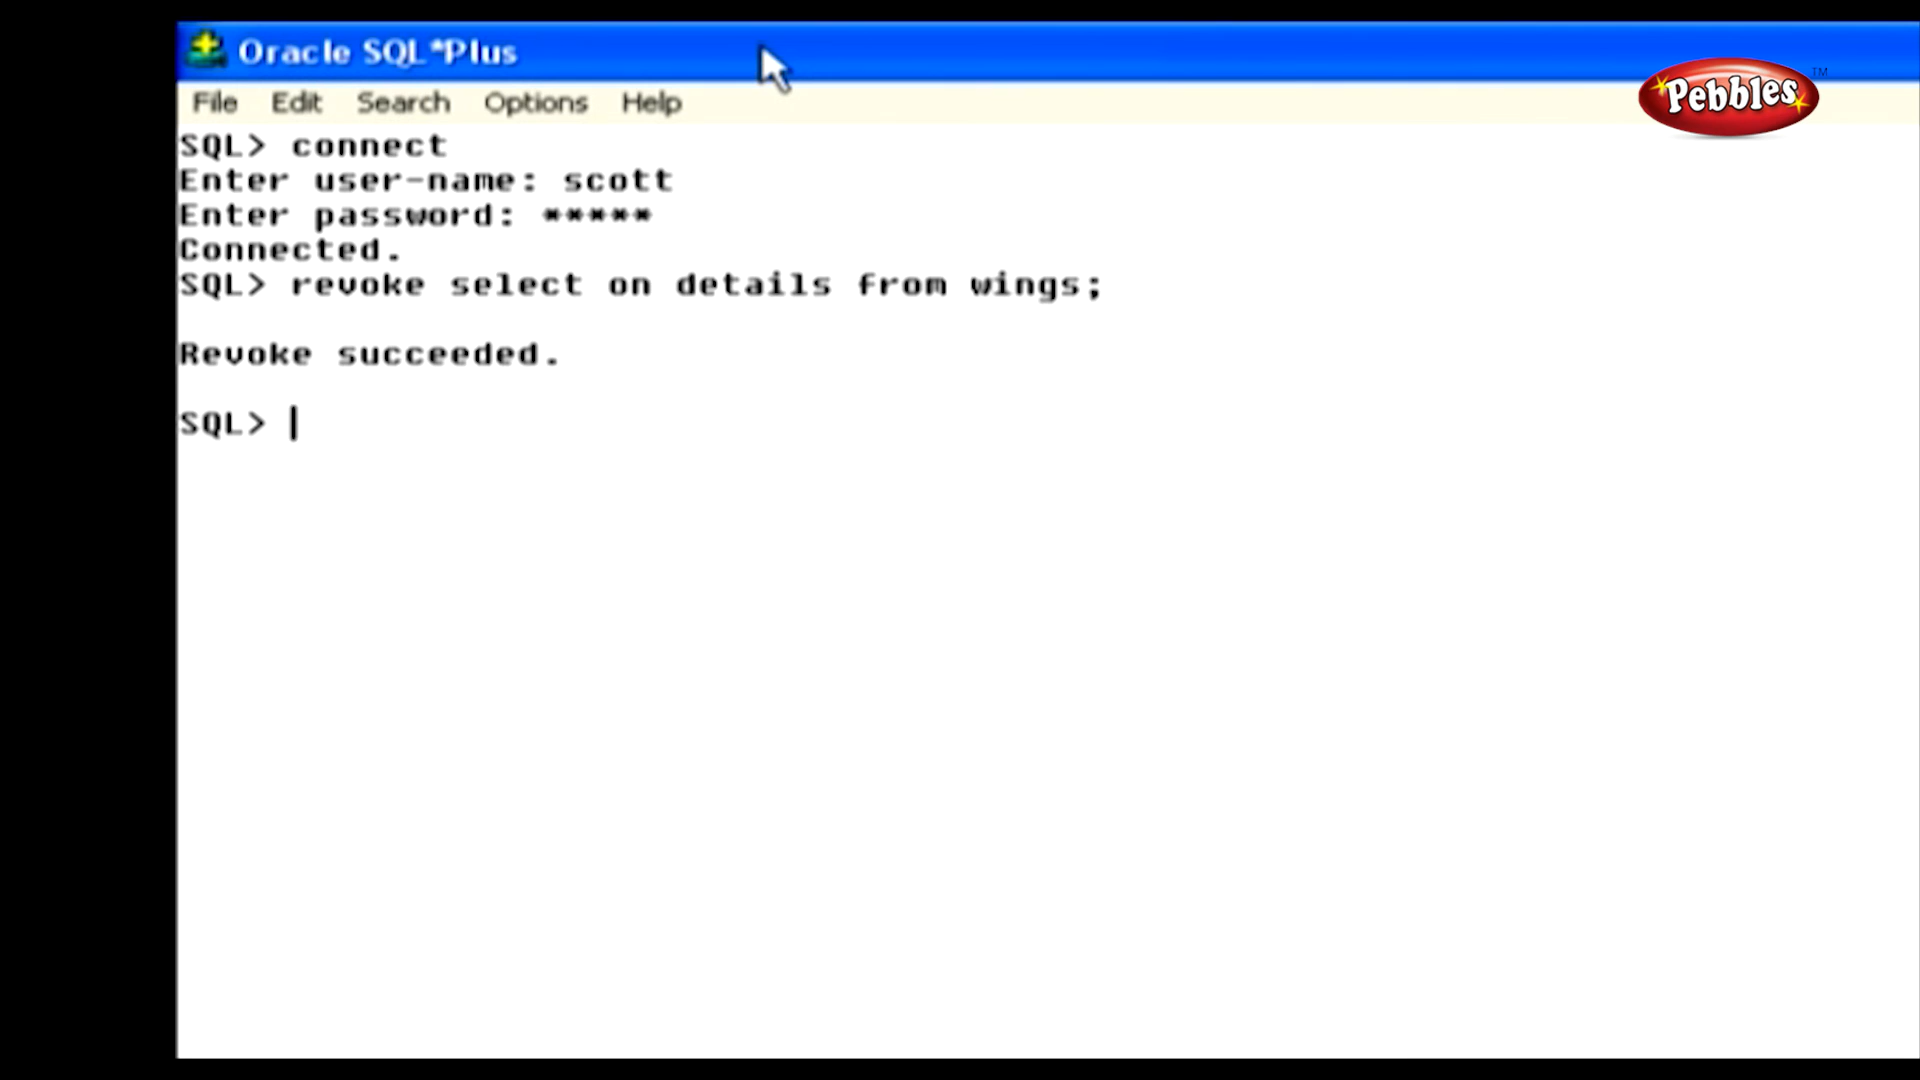 Oracle SQL*Plus
Pebbles™
File Edit Search Options Help
SQL> connect
Enter user-name: scott
Enter password: *****
Connected.
SQL> revoke select on details from wings;
Revoke succeeded.
SQL>